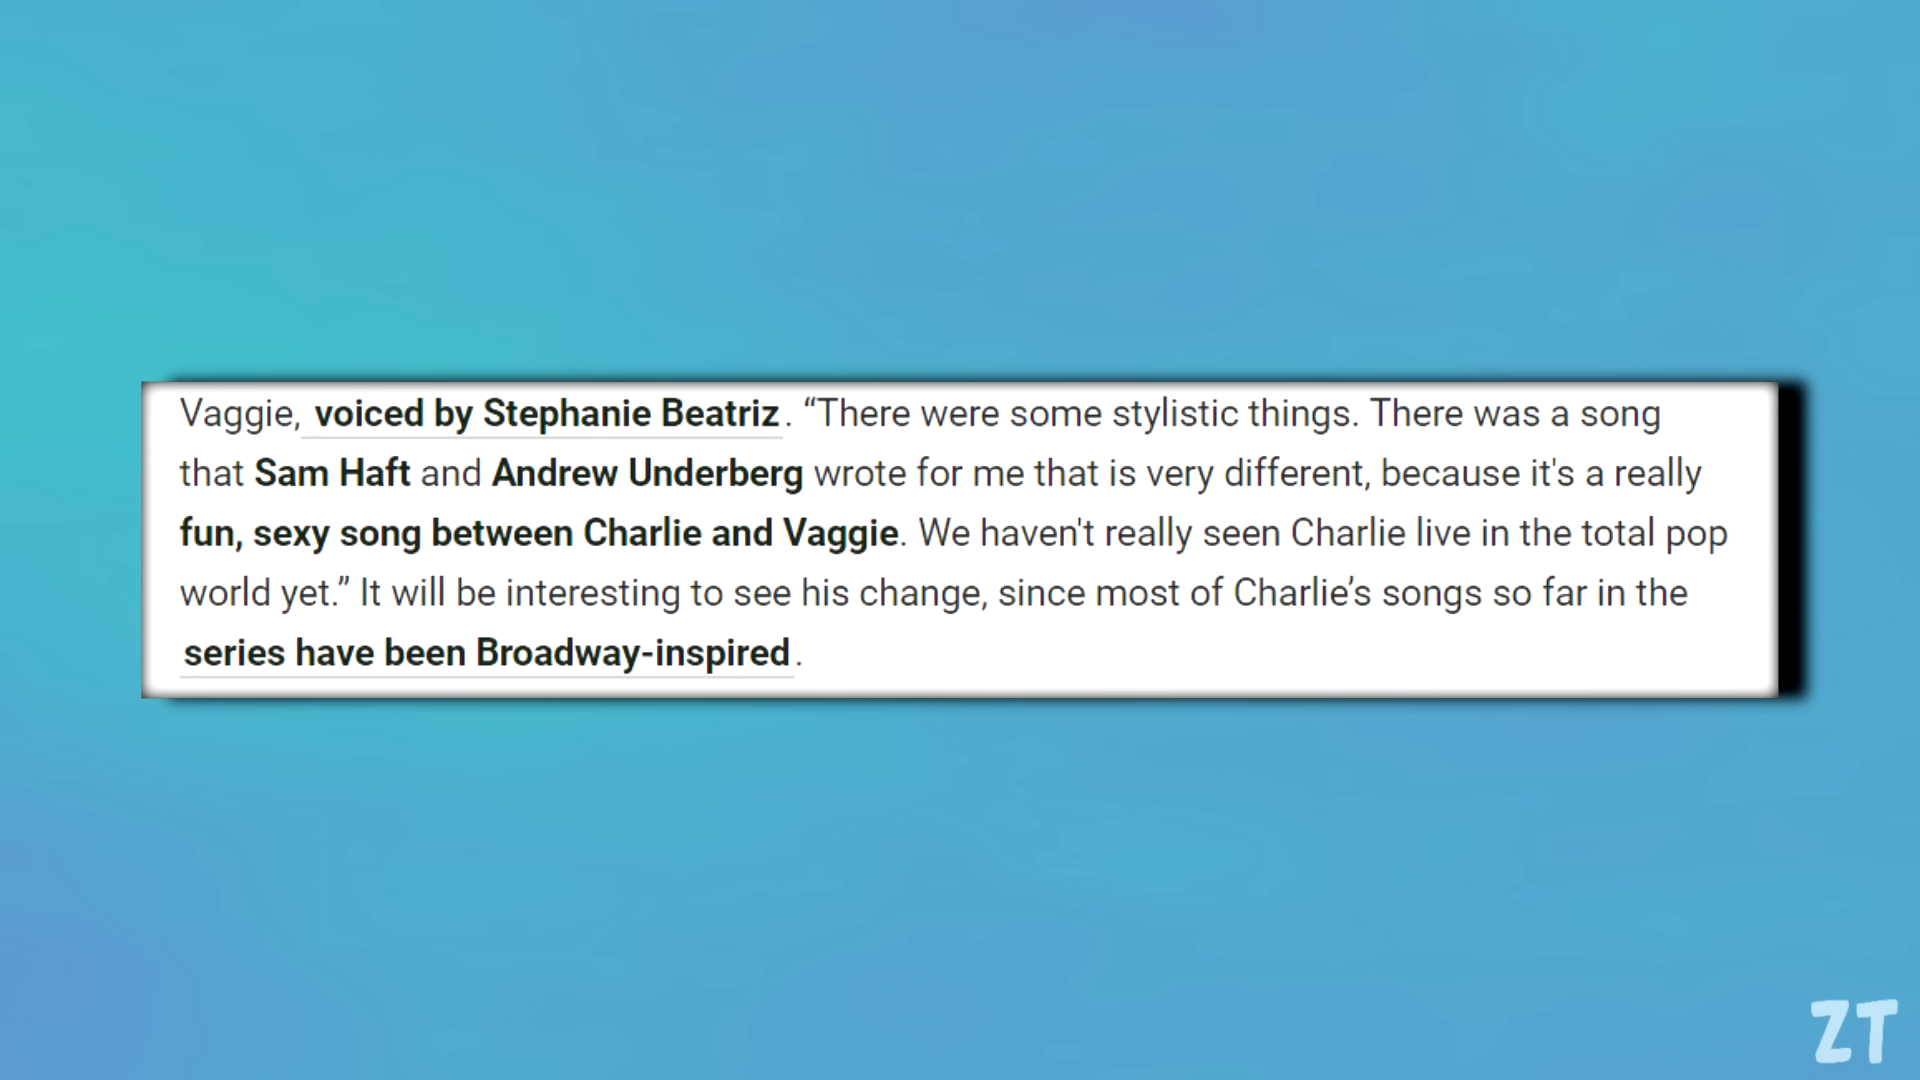 Vaggie, voiced by Stephanie Beatriz. “There were some stylistic things. There was a song
that Sam Haft and Andrew Underberg wrote for me that is very different, because it's a really
fun, sexy song between Charlie and Vaggie. We haven't really seen Charlie live in the total pop
world yet.” It will be interesting to see his change, since most of Charlie’s songs so far in the
series have been Broadway-inspired.
ZT